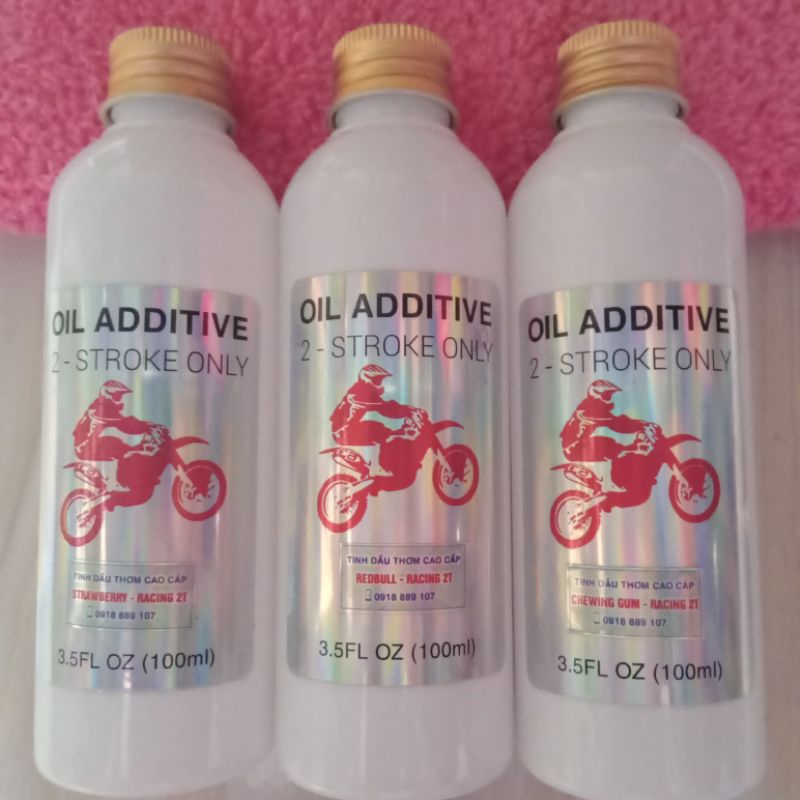 OIL ADDITIVE
2 - STROKE ONLY
TINH DẦU THƠM CAO CẤP
STRAWBERRY - RACING 2T
0918 889 107
3.5FL OZ (100ml)
OIL ADDITIVE
2 - STROKE ONLY
TINH DẦU THƠM CAO CẤP
REDBULL - RACING 2T
0918 889 107
3.5FL OZ (100ml)
OIL ADDITIVE
2 - STROKE ONLY
TINH DẦU THƠM CAO CẤP
CHEWING GUM - RACING 2T
0918 889 107
3.5FL OZ (100ml)